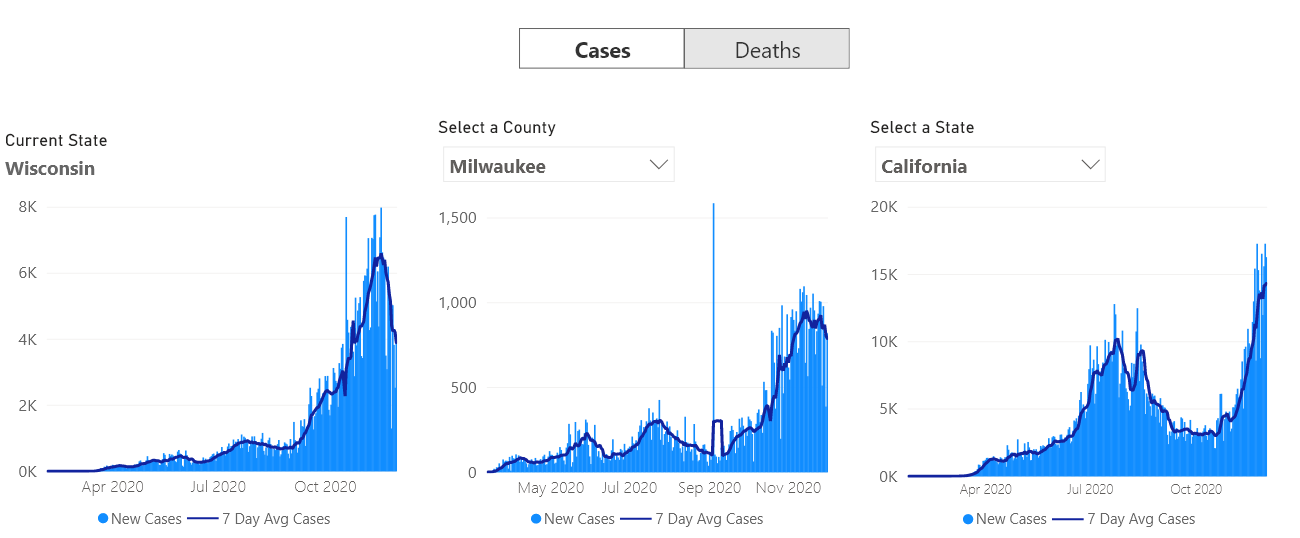 Cases
Deaths
Current State
Wisconsin
8K
6K
4K
2K
0K
Apr 2020 Jul 2020 Oct 2020
New Cases 7 Day Avg Cases
Select a County
Milwaukee
1,500
1,000
500
0
May 2020 Jul 2020 Sep 2020 Nov 2020
New Cases 7 Day Avg Cases
Select a State
California
20K
15K
10K
5K
0K
Apr 2020 Jul 2020 Oct 2020
New Cases 7 Day Avg Cases